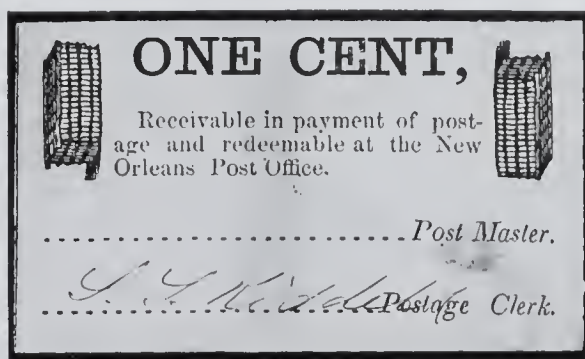 ONE CENT,
Receivable in payment of post-
age and redeemable at the New
Orleans Post Office.
........................................Post Master.
........................................Postage Clerk.